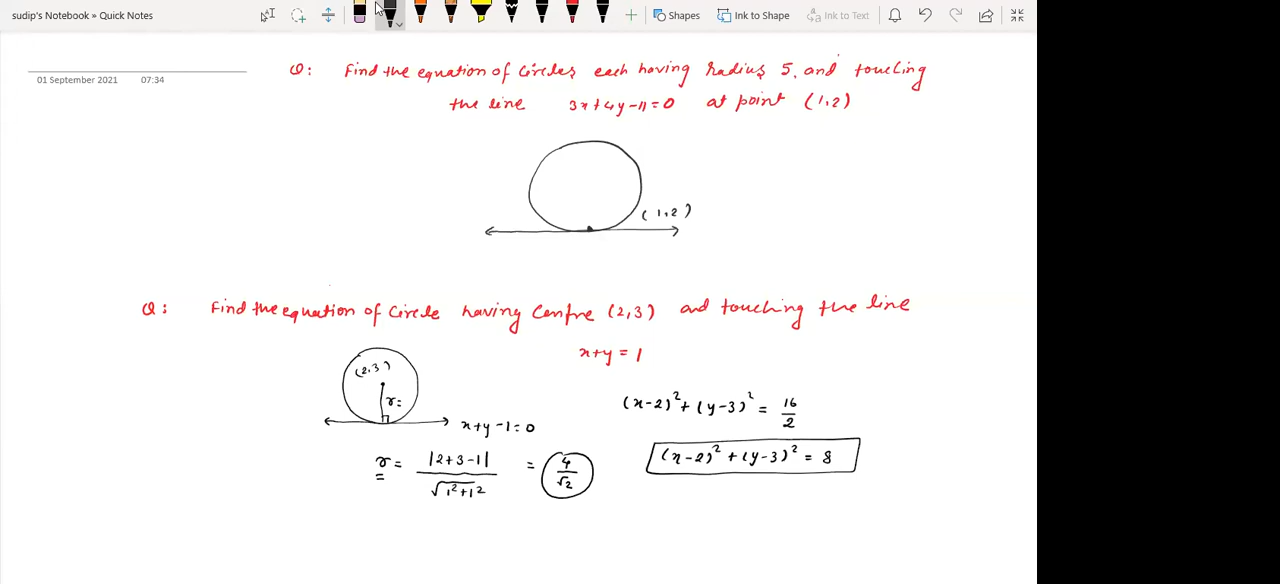 sudip's Notebook » Quick Notes
Shapes
Ink to Shape
Ink to Text
01 September 2021 07:34
Q: Find the equation of circles each having radius 5, and touching
the line 3x+4y-11=0 at point (1,2)
(1,2)
Q: Find the equation of circle having Centre (2,3) and touching the line
x+y = 1
(2,3)
r=
x+y-1=0
r = |2+3-1| / √1²+1² = 4/√2
(x-2)²+(y-3)² = 16/2
(x-2)²+(y-3)² = 8